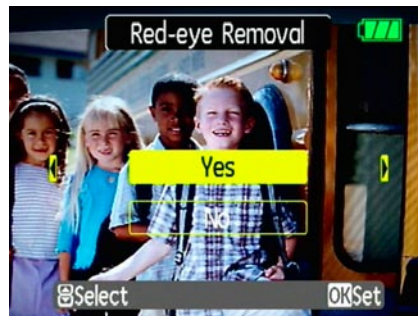 Red-eye Removal
Yes
No
Select
OK Set